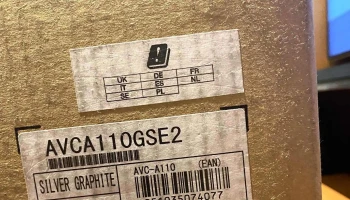 UK DE FR
IT ES NL
SE PL
AVCA110GSE2
AVC-A110 (EAN)
SILVER GRAPHITE